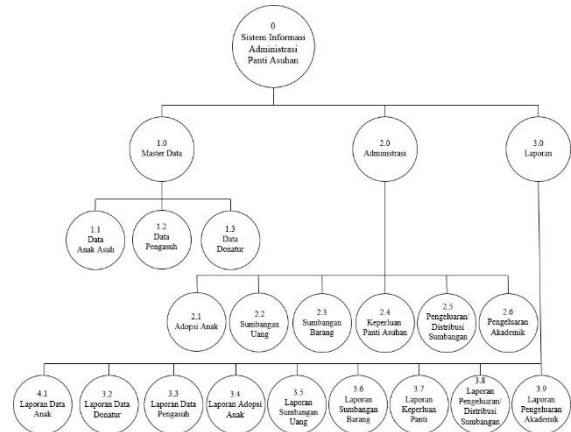 0
Sistem Informasi
Administrasi
Panti Asuhan
1.0
Master Data
2.0
Administrasi
3.0
Laporan
1.1
Data
Anak Asuh
1.2
Data
Pengasuh
1.3
Data
Donatur
2.1
Adopsi Anak
2.2
Sumbangan
Uang
2.3
Sumbangan
Barang
2.4
Keperluan
Panti Asuhan
2.5
Pengeluaran/
Distribusi
Sumbangan
2.6
Pengeluaran
Akademik
4.1
Laporan Data
Anak
3.2
Laporan Data
Donatur
3.3
Laporan Data
Pengasuh
3.4
Laporan Adopsi
Anak
3.5
Laporan
Sumbangan
Uang
3.6
Laporan
Sumbangan
Barang
3.7
Laporan
Keperluan
Panti
3.8
Laporan
Pengeluaran/
Distribusi
Sumbangan
3.9
Laporan
Pengeluaran
Akademik